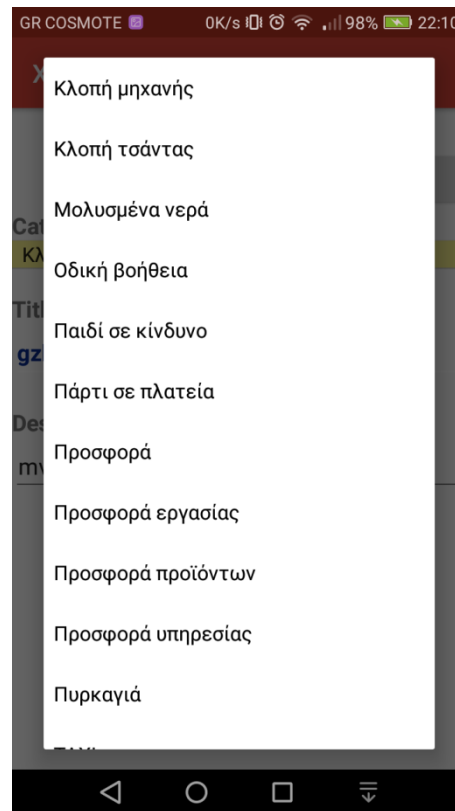 GR COSMOTE 0K/s 98% 22:10
Κλοπή μηχανής
Κλοπή τσάντας
Μολυσμένα νερά
Οδική βοήθεια
Παιδί σε κίνδυνο
Πάρτι σε πλατεία
Προσφορά
Προσφορά εργασίας
Προσφορά προϊόντων
Προσφορά υπηρεσίας
Πυρκαγιά